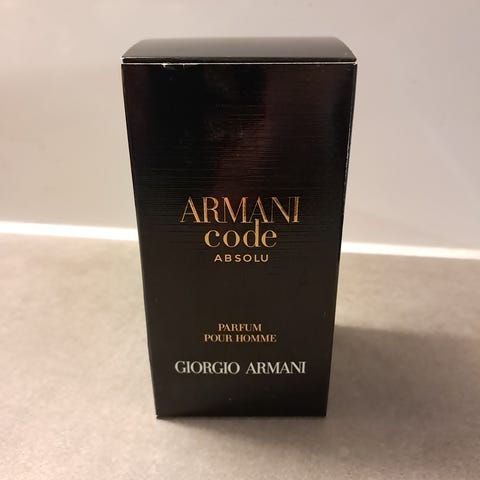 ARMANI
code
ABSOLU
PARFUM
POUR HOMME
GIORGIO ARMANI